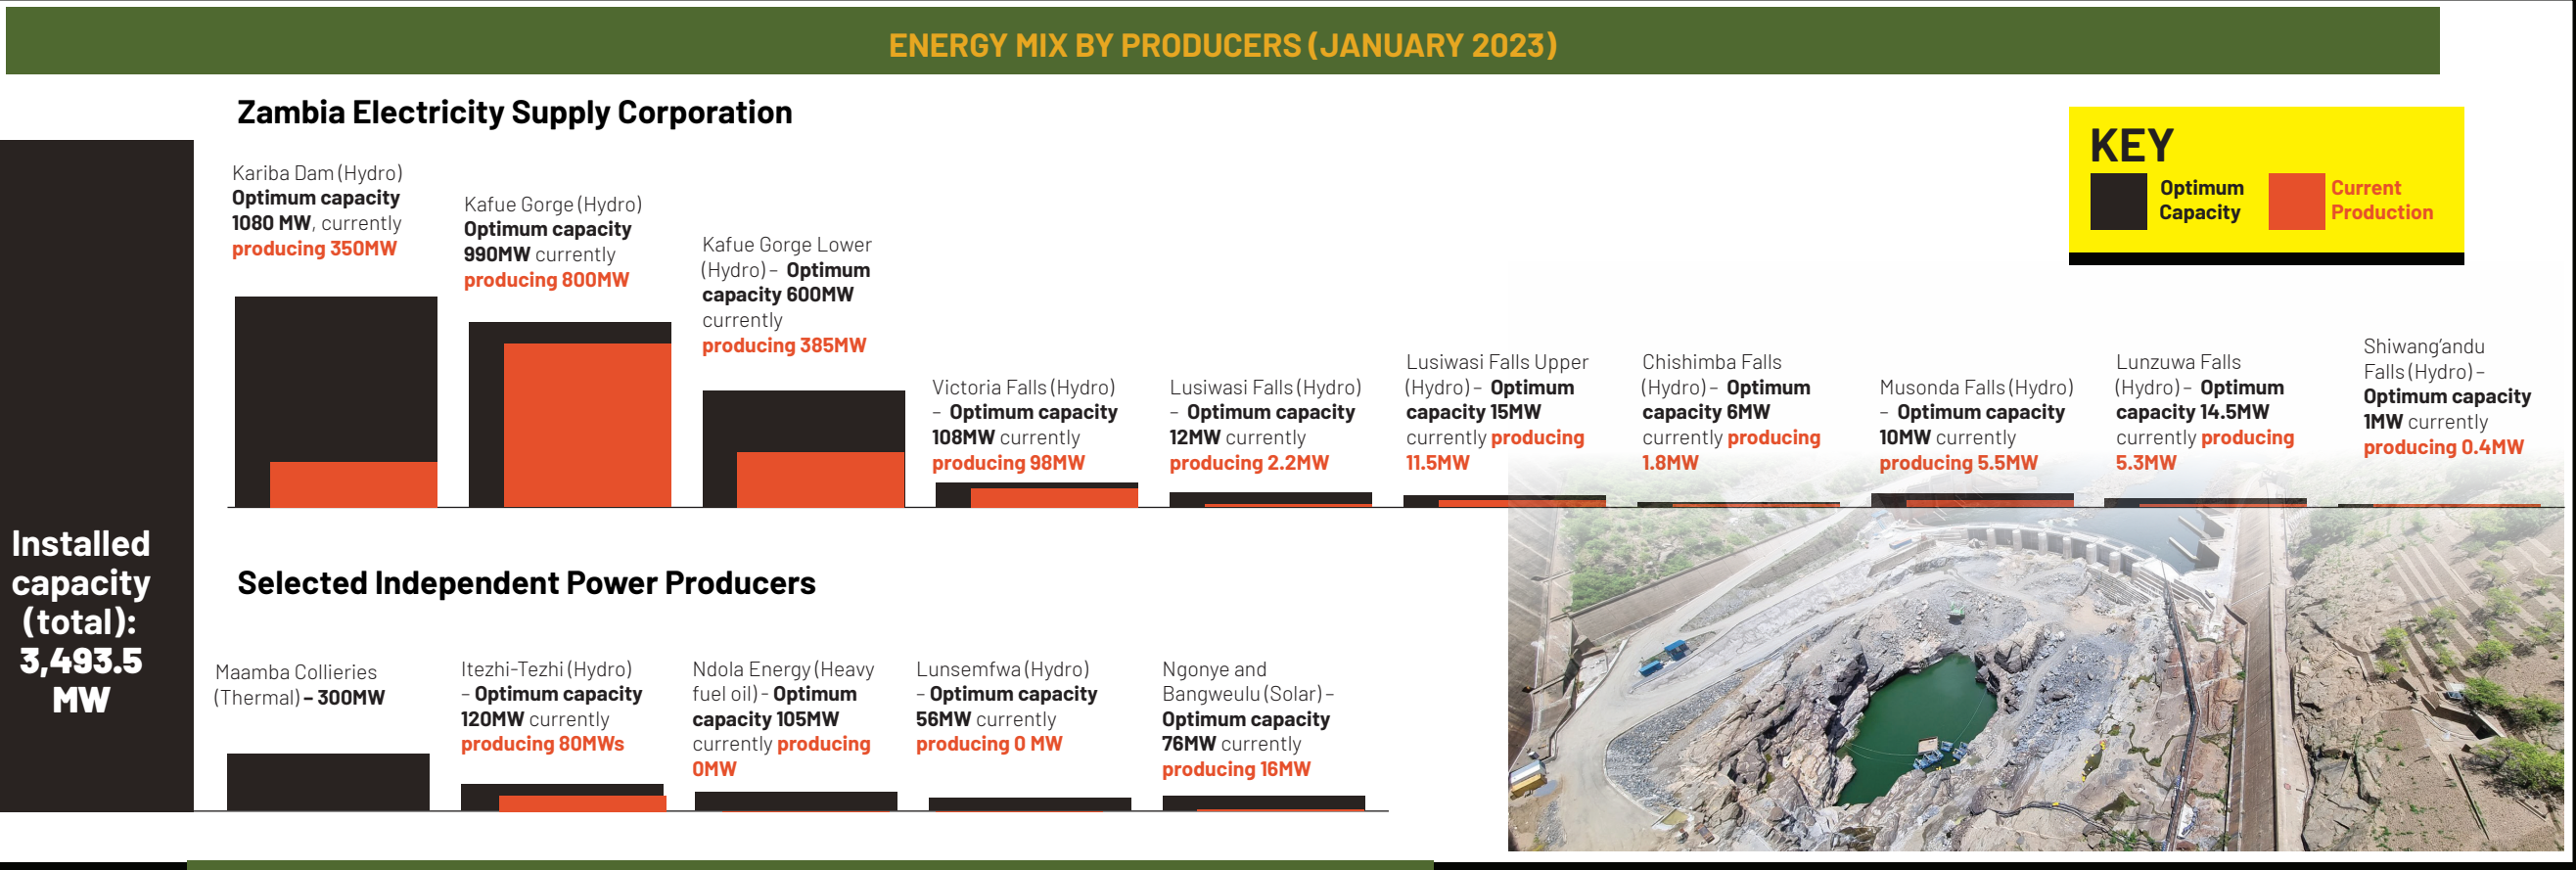 ENERGY MIX BY PRODUCERS (JANUARY 2023)
Zambia Electricity Supply Corporation
KEY
Optimum
Capacity
Current
Production
Kariba Dam (Hydro)
Optimum capacity
1080 MW, currently
producing 350MW
Kafue Gorge (Hydro)
Optimum capacity
990MW currently
producing 800MW
Kafue Gorge Lower
(Hydro) – Optimum
capacity 600MW
currently
producing 385MW
Victoria Falls (Hydro)
– Optimum capacity
108MW currently
producing 98MW
Lusiwasi Falls (Hydro)
– Optimum capacity
12MW currently
producing 2.2MW
Lusiwasi Falls Upper
(Hydro) – Optimum
capacity 15MW
currently producing
11.5MW
Chishimba Falls
(Hydro) – Optimum
capacity 6MW
currently producing
1.8MW
Musonda Falls (Hydro)
– Optimum capacity
10MW currently
producing 5.5MW
Lunzuwa Falls
(Hydro) – Optimum
capacity 14.5MW
currently producing
5.3MW
Shiwang’andu
Falls (Hydro) –
Optimum capacity
1MW currently
producing 0.4MW
Installed
capacity
(total):
3,493.5
MW
Selected Independent Power Producers
Maamba Collieries
(Thermal) – 300MW
Itezhi-Tezhi (Hydro)
– Optimum capacity
120MW currently
producing 80MWs
Ndola Energy (Heavy
fuel oil) - Optimum
capacity 105MW
currently producing
0MW
Lunsemfwa (Hydro)
– Optimum capacity
56MW currently
producing 0 MW
Ngonye and
Bangweulu (Solar) –
Optimum capacity
76MW currently
producing 16MW